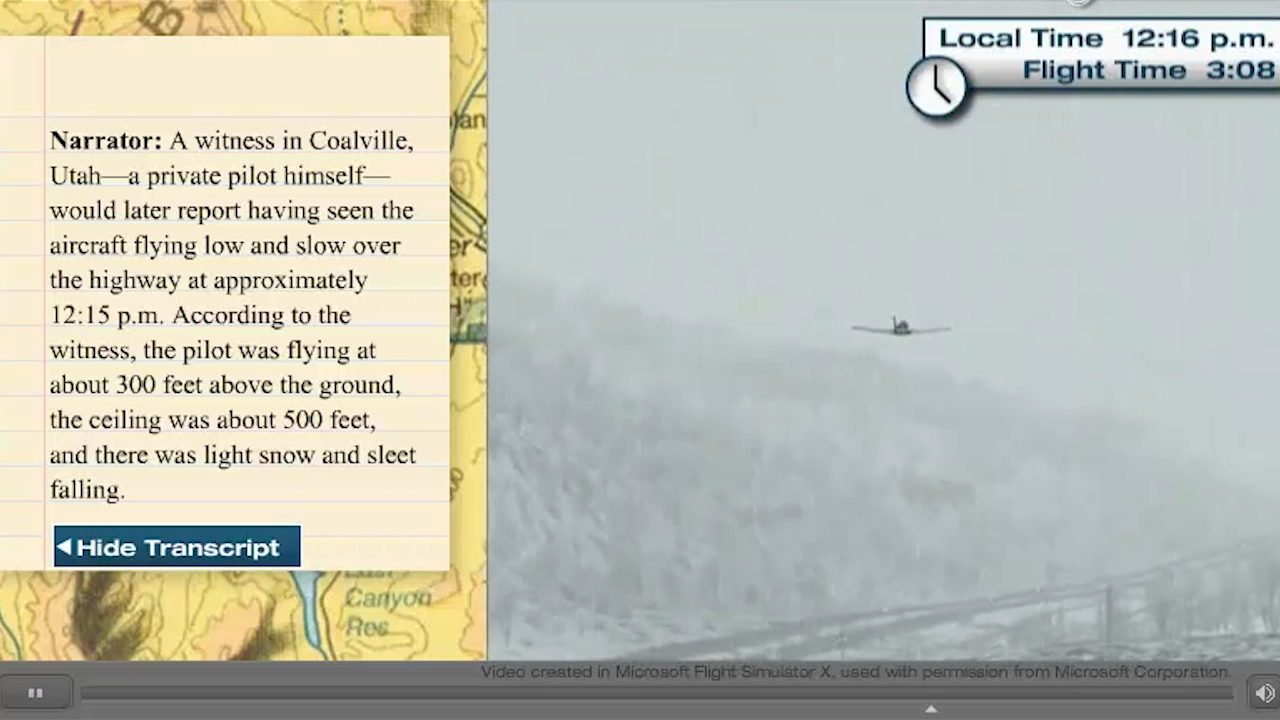 Local Time 12:16 p.m.
Flight Time 3:08
Narrator: A witness in Coalville,
Utah—a private pilot himself—
would later report having seen the
aircraft flying low and slow over
the highway at approximately
12:15 p.m. According to the
witness, the pilot was flying at
about 300 feet above the ground,
the ceiling was about 500 feet,
and there was light snow and sleet
falling.
Hide Transcript
Canyon
Res
Video created in Microsoft Flight Simulator X, used with permission from Microsoft Corporation.